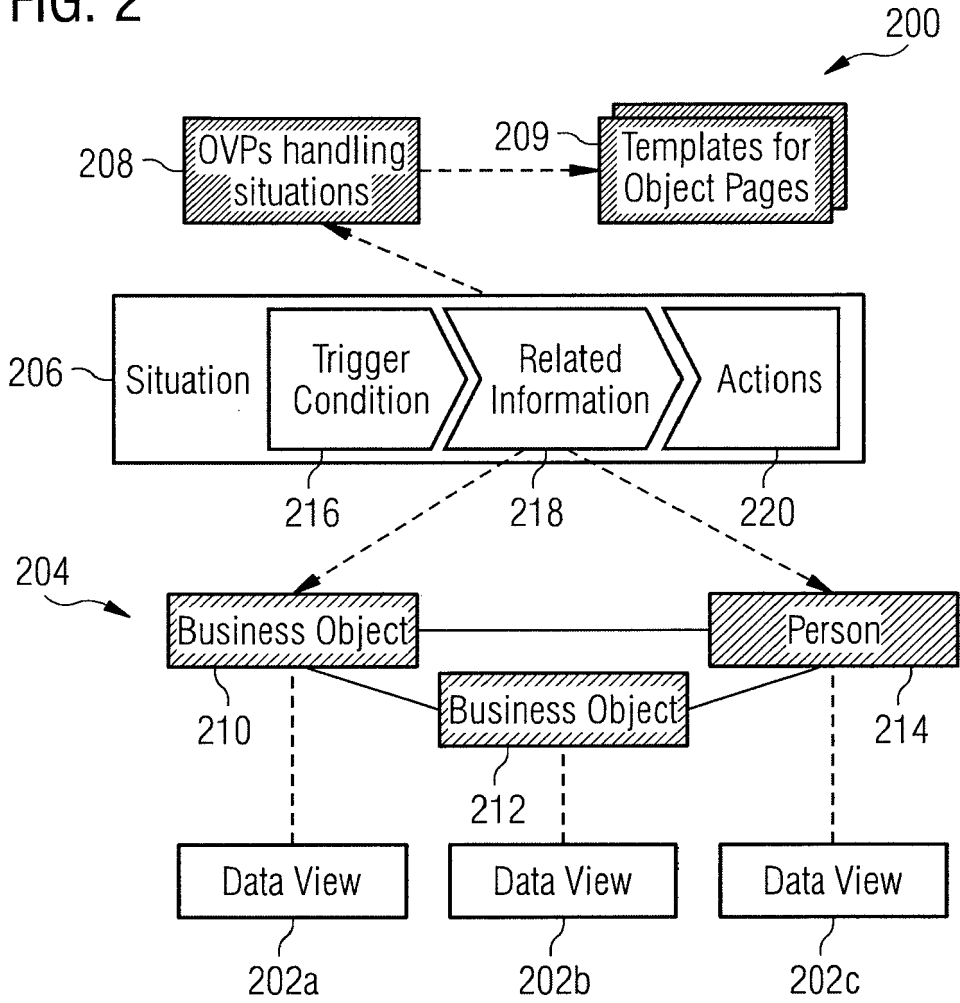 FIG. 2
200
208
OVPs handling
situations
209
Templates for
Object Pages
206
Situation
Trigger
Condition
Related
Information
Actions
216
218
220
204
Business Object
Person
210
Business Object
214
212
Data View
Data View
Data View
202a
202b
202c